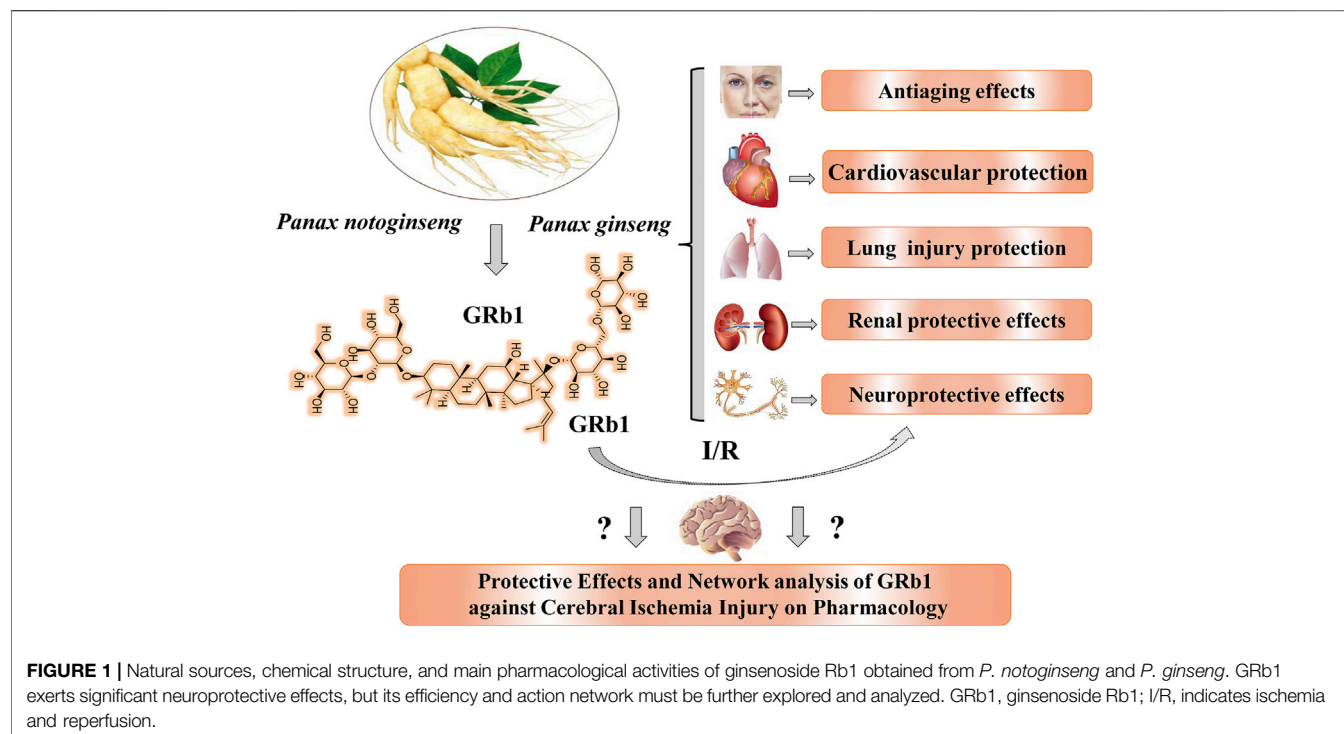 Antiaging effects
Cardiovascular protection
Panax notoginseng
Panax ginseng
Lung injury protection
GRb1
Renal protective effects
Neuroprotective effects
GRb1
I/R
?
?
Protective Effects and Network analysis of GRb1
against Cerebral Ischemia Injury on Pharmacology
FIGURE 1 | Natural sources, chemical structure, and main pharmacological activities of ginsenoside Rb1 obtained from P. notoginseng and P. ginseng. GRb1
exerts significant neuroprotective effects, but its efficiency and action network must be further explored and analyzed. GRb1, ginsenoside Rb1; I/R, indicates ischemia
and reperfusion.